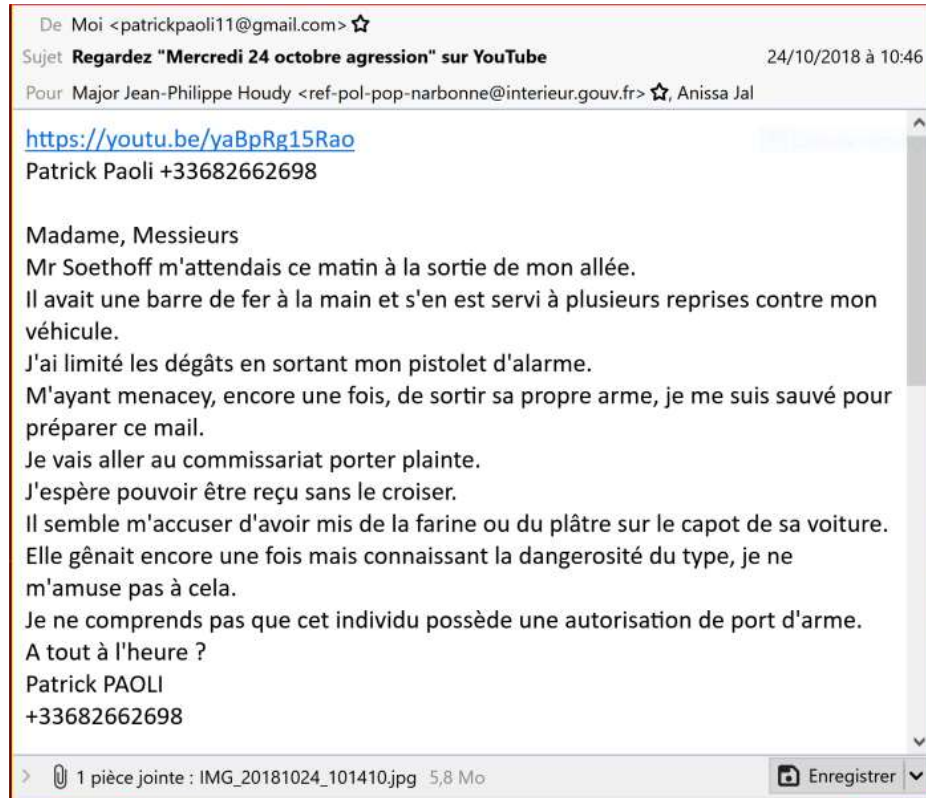 De Moi <patrickpaoli11@gmail.com>
Sujet Regardez "Mercredi 24 octobre agression" sur YouTube 24/10/2018 à 10:46
Pour Major Jean-Philippe Houdy <ref-pol-pop-narbonne@interieur.gouv.fr>, Anissa Jal
https://youtu.be/yaBpRg15Rao
Patrick Paoli +33682662698
Madame, Messieurs
Mr Soethoff m'attendais ce matin à la sortie de mon allée.
Il avait une barre de fer à la main et s'en est servi à plusieurs reprises contre mon
véhicule.
J'ai limité les dégâts en sortant mon pistolet d'alarme.
M'ayant menacey, encore une fois, de sortir sa propre arme, je me suis sauvé pour
préparer ce mail.
Je vais aller au commissariat porter plainte.
J'espère pouvoir être reçu sans le croiser.
Il semble m'accuser d'avoir mis de la farine ou du plâtre sur le capot de sa voiture.
Elle gênait encore une fois mais connaissant la dangerosité du type, je ne
m'amuse pas à cela.
Je ne comprends pas que cet individu possède une autorisation de port d'arme.
A tout à l'heure ?
Patrick PAOLI
+33682662698
1 pièce jointe : IMG_20181024_101410.jpg 5,8 Mo Enregistrer